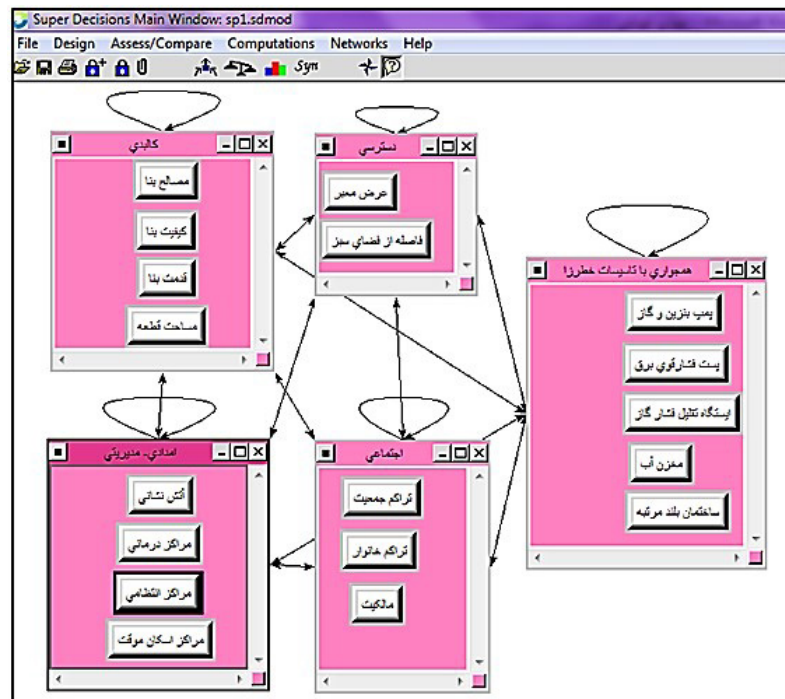 Super Decisions Main Window: sp1.sdmod
File Design Assess/Compare Computations Networks Help
Syn
كالبدي
مصالح بنا
كيفيت بنا
قدمت بنا
مساحت قطعه
دسترسي
عرض معبر
فاصله از فضاي سبز
همجواري با تاسيسات خطرزا
پمپ بنزين و گاز
پست فشارقوي برق
ايستگاه تقليل فشار گاز
مخزن آب
ساختمان بلند مرتبه
امدادي- مديريتي
آتش نشاني
مراكز درماني
مراكز انتظامي
مراكز اسكان موقت
اجتماعي
تراكم جمعيت
تراكم خانوار
مالكيت